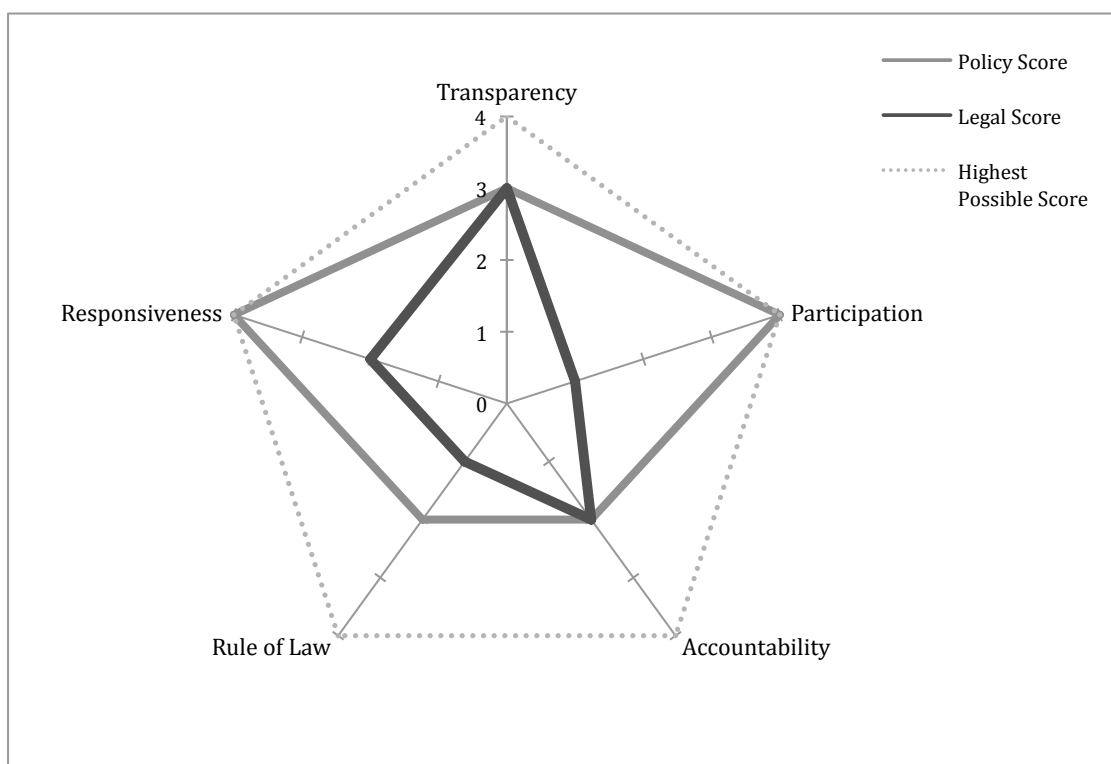 Policy Score
Transparency
4
Legal Score
Highest
Possible Score
3
2
Responsiveness
Participation
1
0
Rule of Law
Accountability